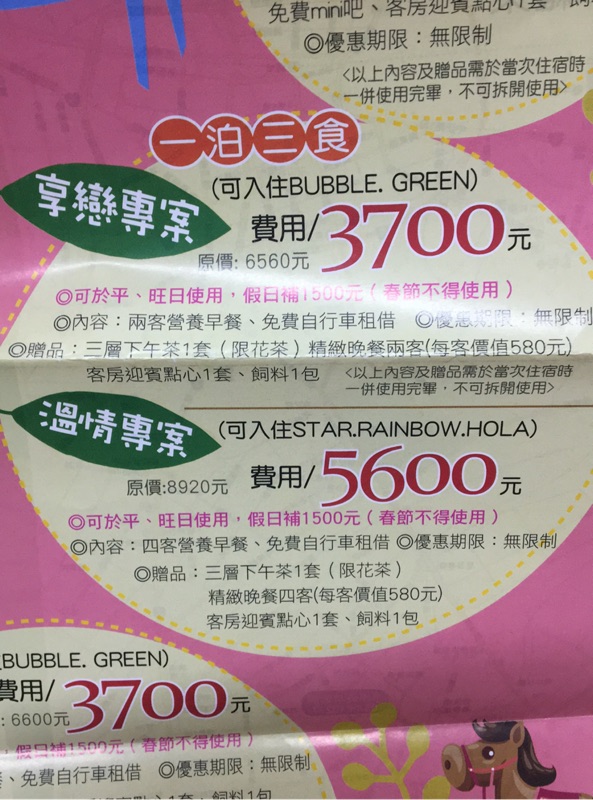 免費mini吧、客房迎賓點心1套
◎優惠期限：無限制
<以上內容及贈品需於當次住宿時
一併使用完畢，不可拆開使用>
一泊三食
享戀專案
(可入住BUBBLE. GREEN)
費用/3700元
原價: 6560元
◎可於平、旺日使用，假日補1500元（春節不得使用）
◎內容：兩客營養早餐、免費自行車租借 ◎優惠期限：無限制
◎贈品：三層下午茶1套（限花茶）精緻晚餐兩客(每客價值580元)
客房迎賓點心1套、飼料1包
<以上內容及贈品需於當次住宿時
一併使用完畢，不可拆開使用>
溫情專案
(可入住STAR.RAINBOW.HOLA)
原價:8920元 費用/5600元
◎可於平、旺日使用，假日補1500元（春節不得使用）
◎內容：四客營養早餐、免費自行車租借 ◎優惠期限：無限制
◎贈品：三層下午茶1套（限花茶）
精緻晚餐四客(每客價值580元)
客房迎賓點心1套、飼料1包
BUBBLE. GREEN)
費用/3700元
: 6600元
假日補1500元（春節不得使用）
、免費自行車租借 ◎優惠期限：無限制
點心1套、飼料1包